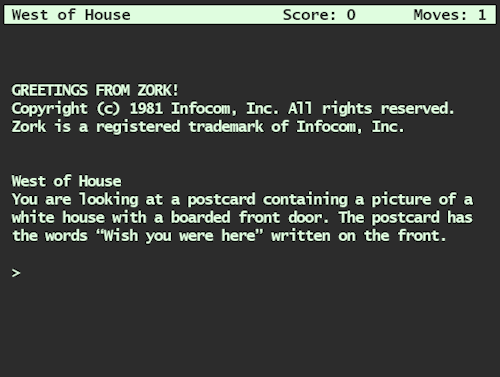 West of House Score: 0 Moves: 1
GREETINGS FROM ZORK!
Copyright (c) 1981 Infocom, Inc. All rights reserved.
Zork is a registered trademark of Infocom, Inc.
West of House
You are looking at a postcard containing a picture of a
white house with a boarded front door. The postcard has
the words “Wish you were here” written on the front.
>